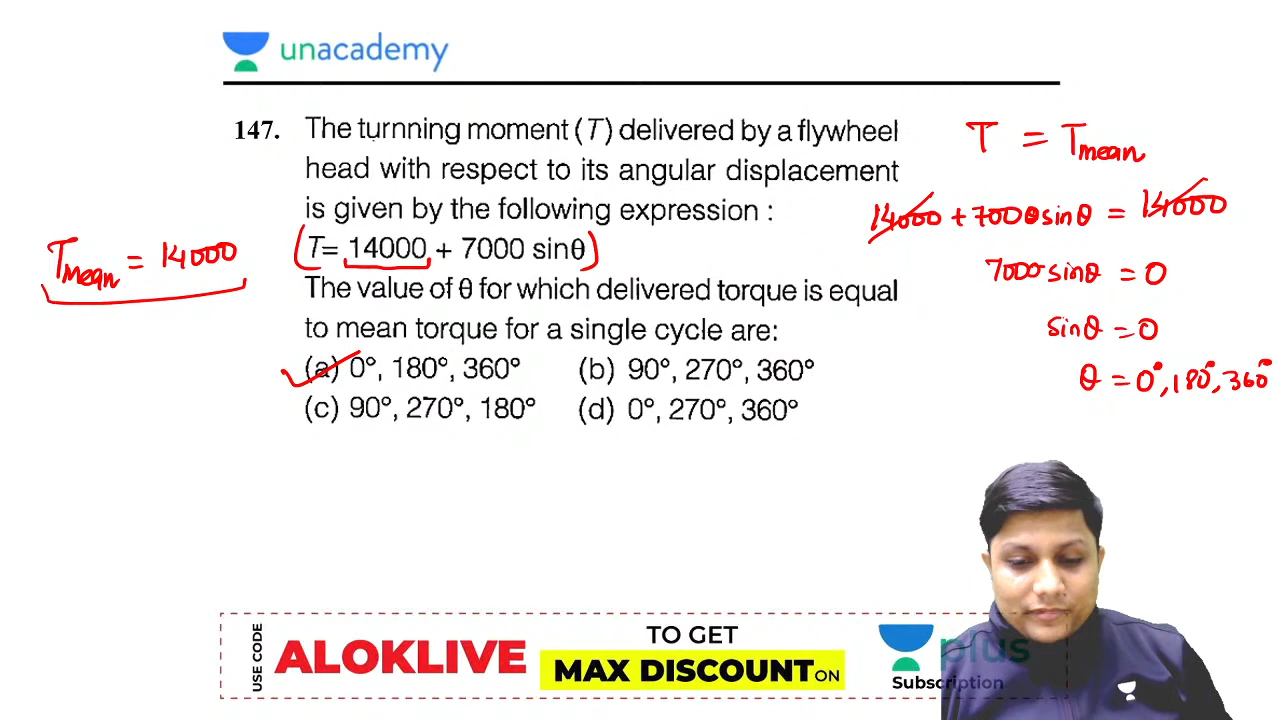 unacademy
147. The turnning moment (T) delivered by a flywheel
head with respect to its angular displacement
is given by the following expression :
T= 14000 + 7000 sinθ
The value of θ for which delivered torque is equal
to mean torque for a single cycle are:
(a) 0°, 180°, 360° (b) 90°, 270°, 360°
(c) 90°, 270°, 180° (d) 0°, 270°, 360°
Tmean = 14000
T = Tmean
14000 + 7000 sinθ = 14000
7000 sinθ = 0
sinθ = 0
θ = 0°, 180°, 360°
USE CODE
ALOKLIVE
TO GET
MAX DISCOUNT ON
plus
Subscription